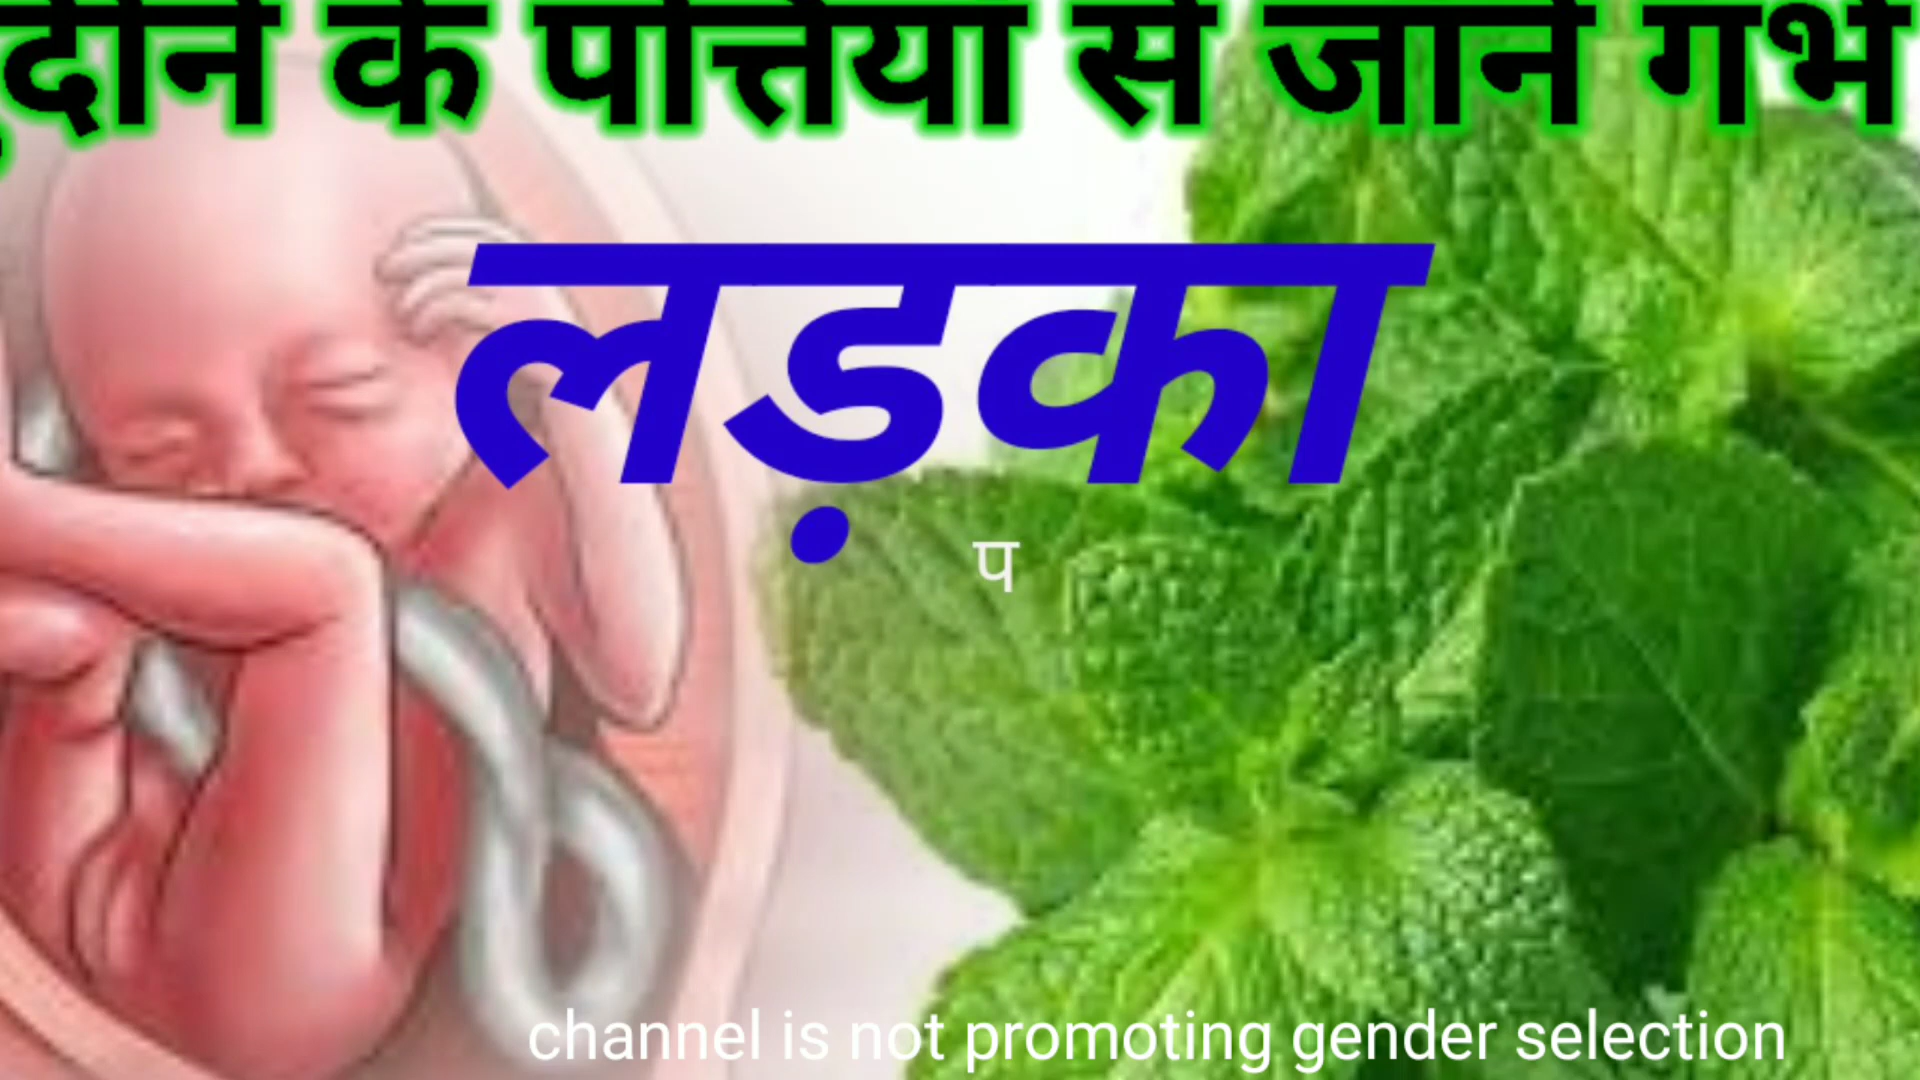 के पत्तियों से जाने गर्भ
लड़का
प
channel is not promoting gender selection